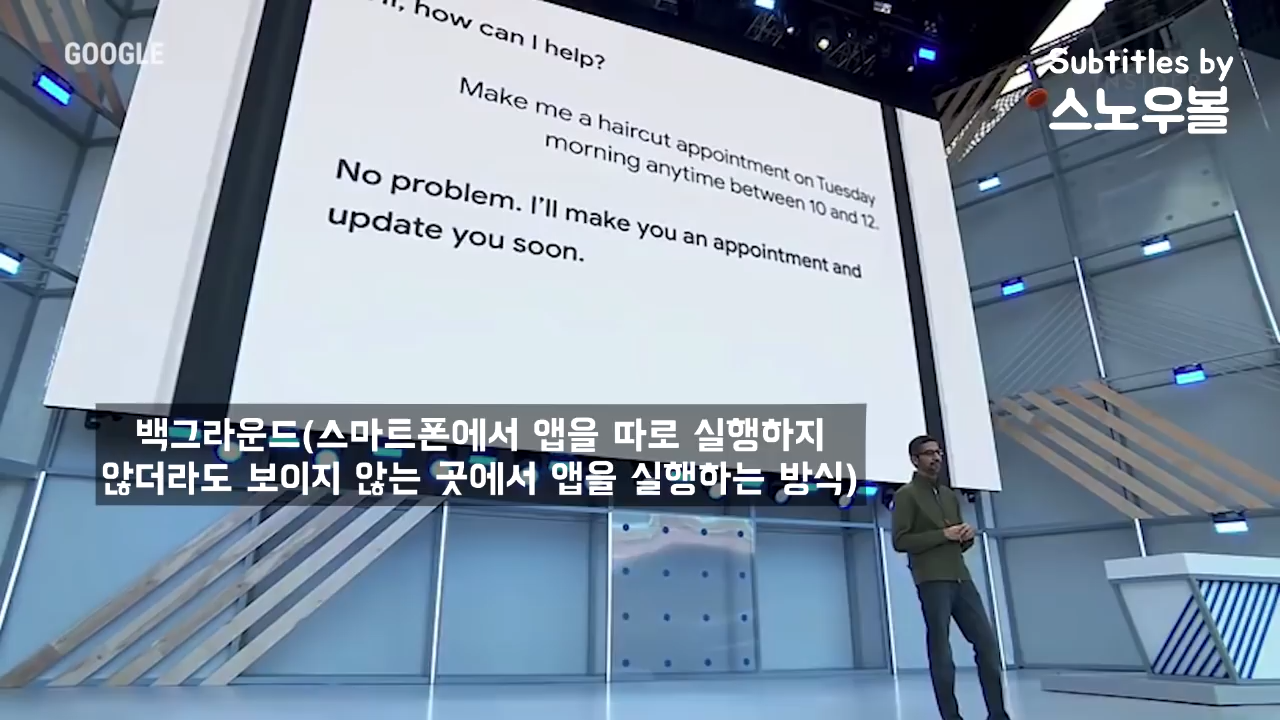 GOOGLE
Subtitles by
스노우볼
how can I help?
Make me a haircut appointment on Tuesday
morning anytime between 10 and 12.
No problem. I'll make you an appointment and
update you soon.
백그라운드(스마트폰에서 앱을 따로 실행하지
않더라도 보이지 않는 곳에서 앱을 실행하는 방식)